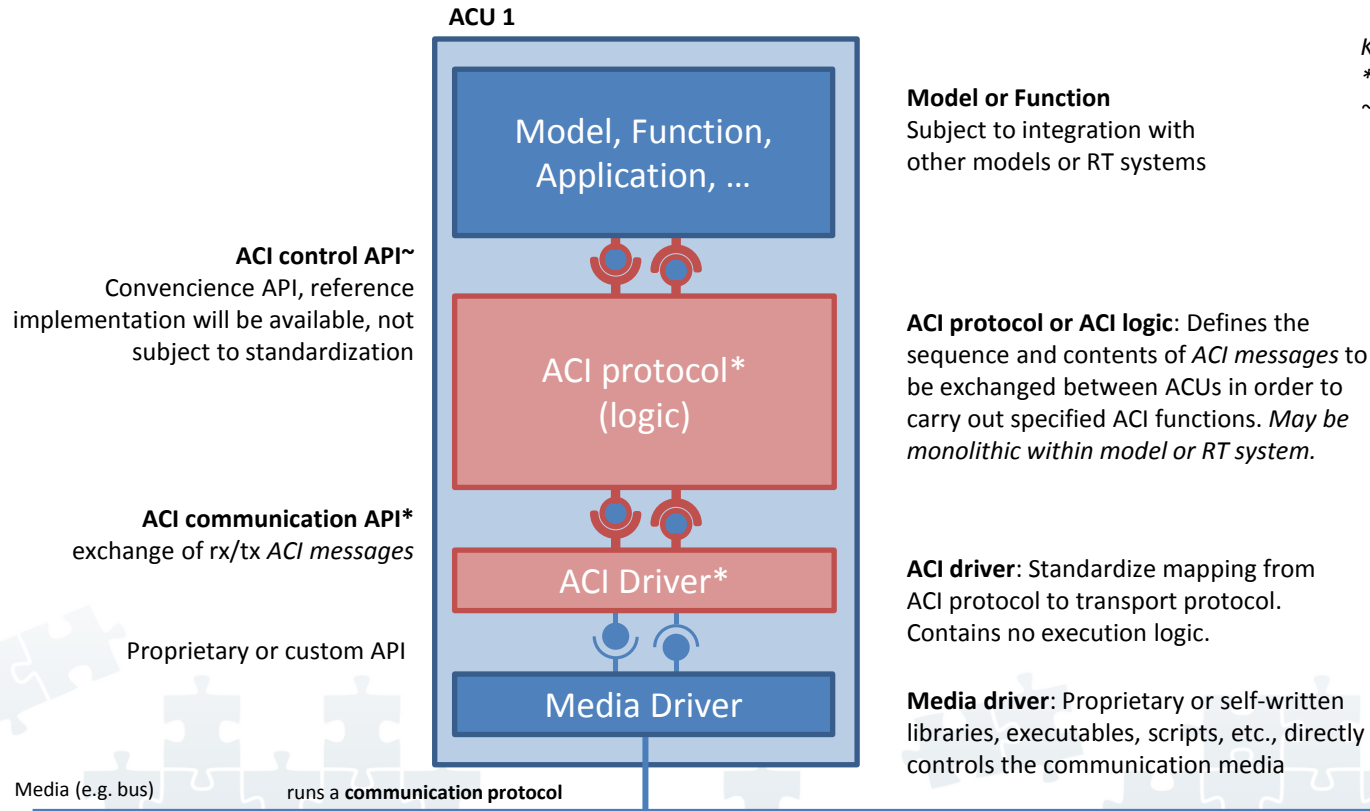 ACU 1
K
*
~
Model, Function,
Application, …
Model or Function
Subject to integration with
other models or RT systems
ACI control API~
Convencience API, reference
implementation will be available, not
subject to standardization
ACI protocol*
(logic)
ACI protocol or ACI logic: Defines the
sequence and contents of ACI messages to
be exchanged between ACUs in order to
carry out specified ACI functions. May be
monolithic within model or RT system.
ACI communication API*
exchange of rx/tx ACI messages
ACI Driver*
ACI driver: Standardize mapping from
ACI protocol to transport protocol.
Contains no execution logic.
Proprietary or custom API
Media Driver
Media driver: Proprietary or self-written
libraries, executables, scripts, etc., directly
controls the communication media
Media (e.g. bus)
runs a communication protocol